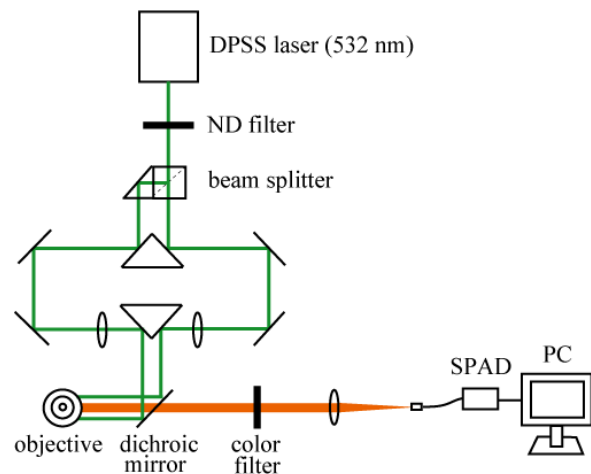 DPSS laser (532 nm)
ND filter
beam splitter
SPAD
PC
objective
dichroic
mirror
color
filter